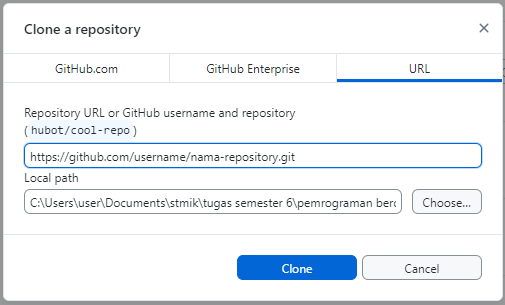 Clone a repository
GitHub.com
GitHub Enterprise
URL
Repository URL or GitHub username and repository
(hubot/cool-repo)
https://github.com/username/nama-repository.git
Local path
C:\Users\user\Documents\stmik\tugas semester 6\pemrograman
Choose...
Clone
Cancel